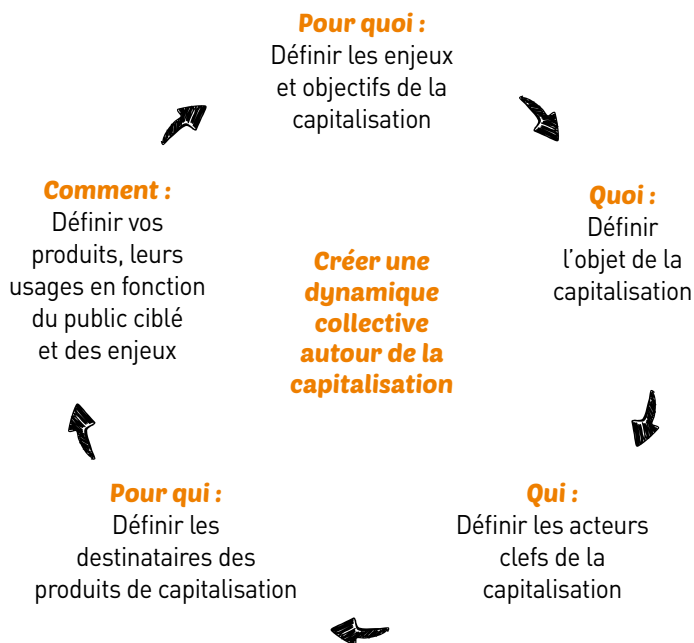 Pour quoi :
Définir les enjeux
et objectifs de la
capitalisation
Quoi :
Définir
l’objet de la
capitalisation
Qui :
Définir les acteurs
clefs de la
capitalisation
Pour qui :
Définir les
destinataires des
produits de capitalisation
Comment :
Définir vos
produits, leurs
usages en fonction
du public ciblé
et des enjeux
Créer une
dynamique
collective
autour de la
capitalisation